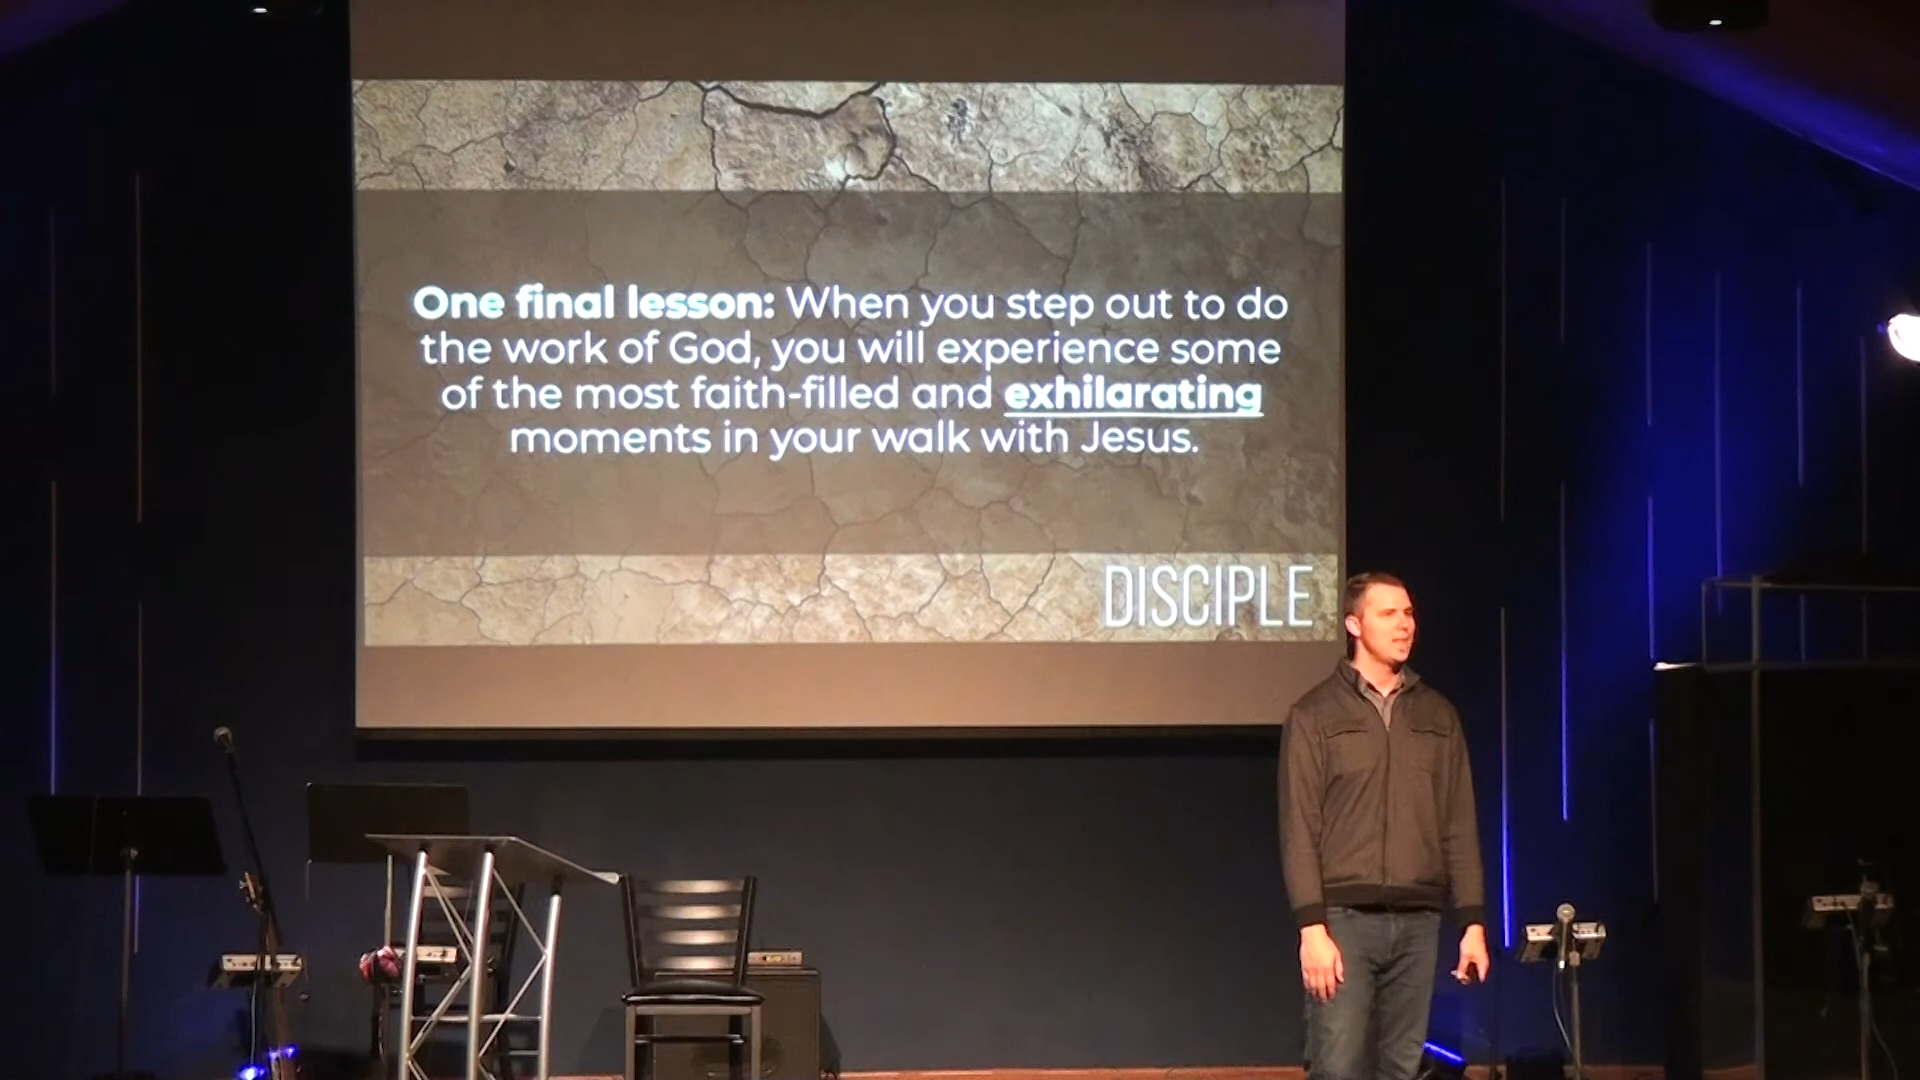 One final lesson: When you step out to do
the work of God, you will experience some
of the most faith-filled and exhilarating
moments in your walk with Jesus.
DISCIPLE